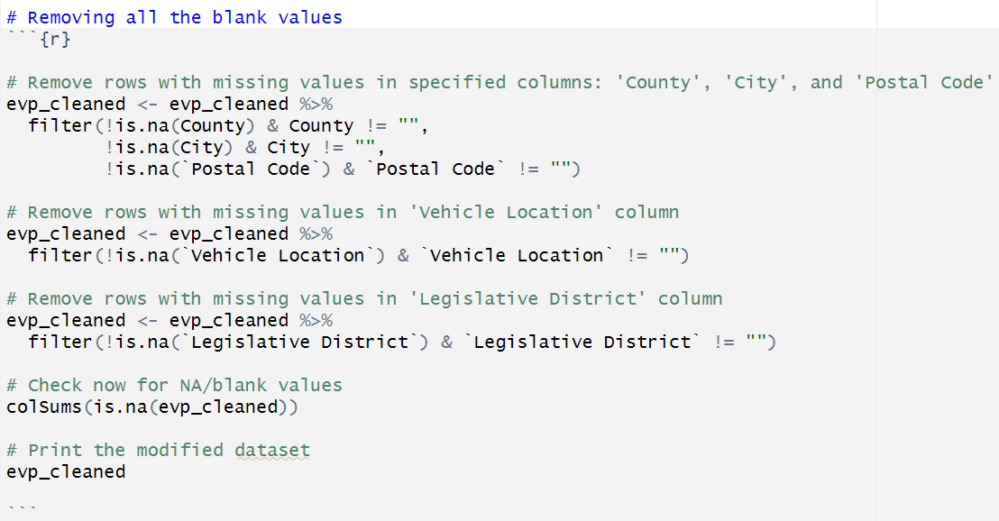 # Removing all the blank values
```{r}
# Remove rows with missing values in specified columns: 'County', 'City', and 'Postal Code'
evp_cleaned <- evp_cleaned %>%
  filter(!is.na(County) & County != "",
         !is.na(City) & City != "",
         !is.na(`Postal Code`) & `Postal Code` != "")
# Remove rows with missing values in 'Vehicle Location' column
evp_cleaned <- evp_cleaned %>%
  filter(!is.na(`Vehicle Location`) & `Vehicle Location` != "")
# Remove rows with missing values in 'Legislative District' column
evp_cleaned <- evp_cleaned %>%
  filter(!is.na(`Legislative District`) & `Legislative District` != "")
# Check now for NA/blank values
colSums(is.na(evp_cleaned))
# Print the modified dataset
evp_cleaned
```